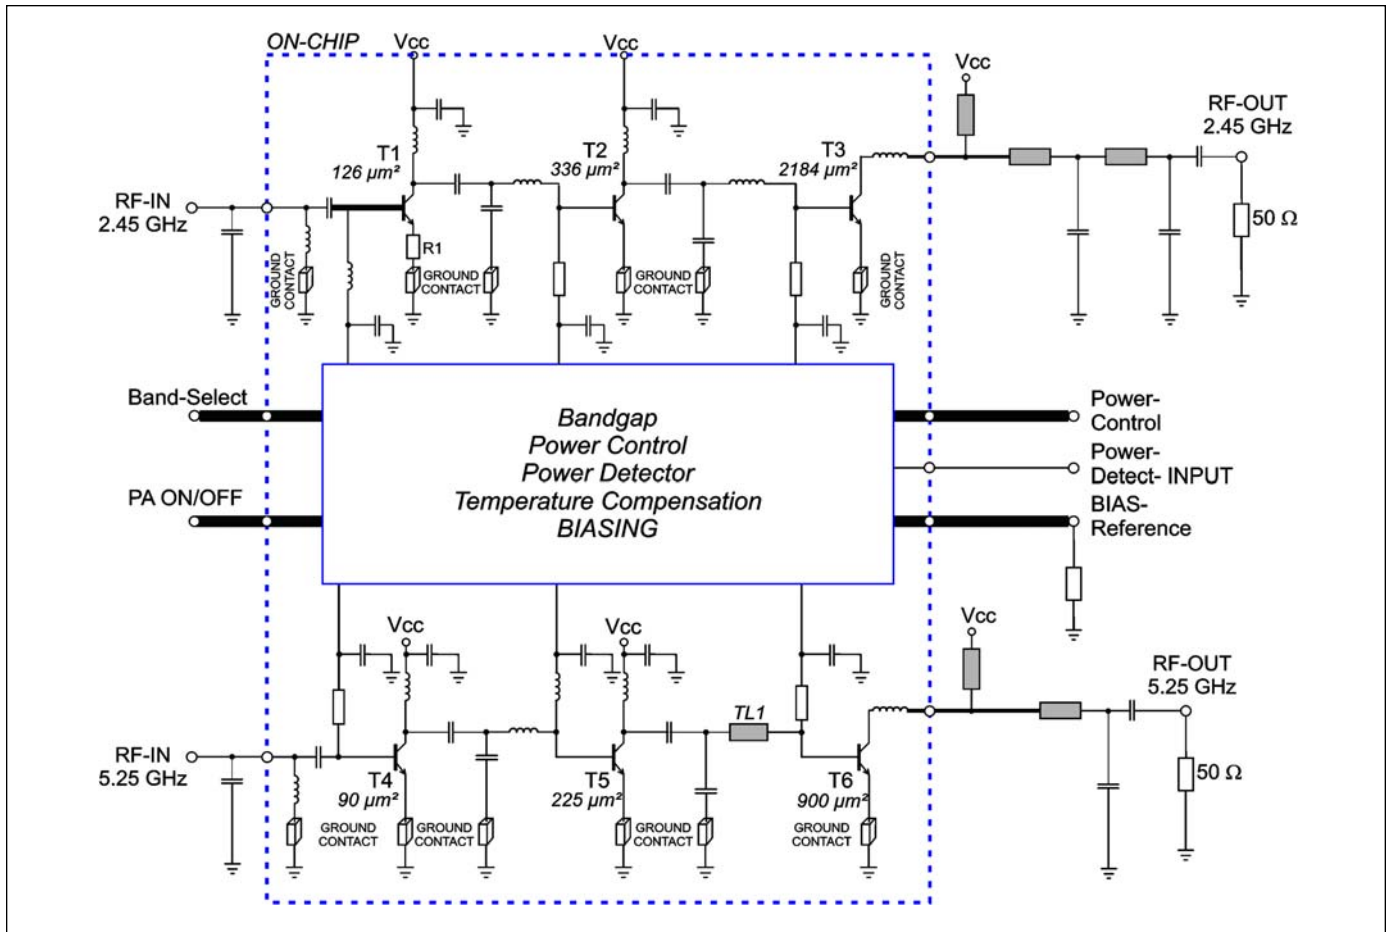 ON-CHIP
Vcc
Vcc
Vcc
RF-OUT
2.45 GHz
T1
126 µm²
T2
336 µm²
T3
2184 µm²
RF-IN
2.45 GHz
R1
50 Ω
GROUND
CONTACT
GROUND
CONTACT
GROUND
CONTACT
GROUND
CONTACT
Band-Select
PA ON/OFF
Bandgap
Power Control
Power Detector
Temperature Compensation
BIASING
Power-
Control
Power-
Detect- INPUT
BIAS-
Reference
Vcc
Vcc
Vcc
RF-OUT
5.25 GHz
TL1
RF-IN
5.25 GHz
T4
90 µm²
T5
225 µm²
T6
900 µm²
50 Ω
GROUND
CONTACT
GROUND
CONTACT
GROUND
CONTACT
GROUND
CONTACT